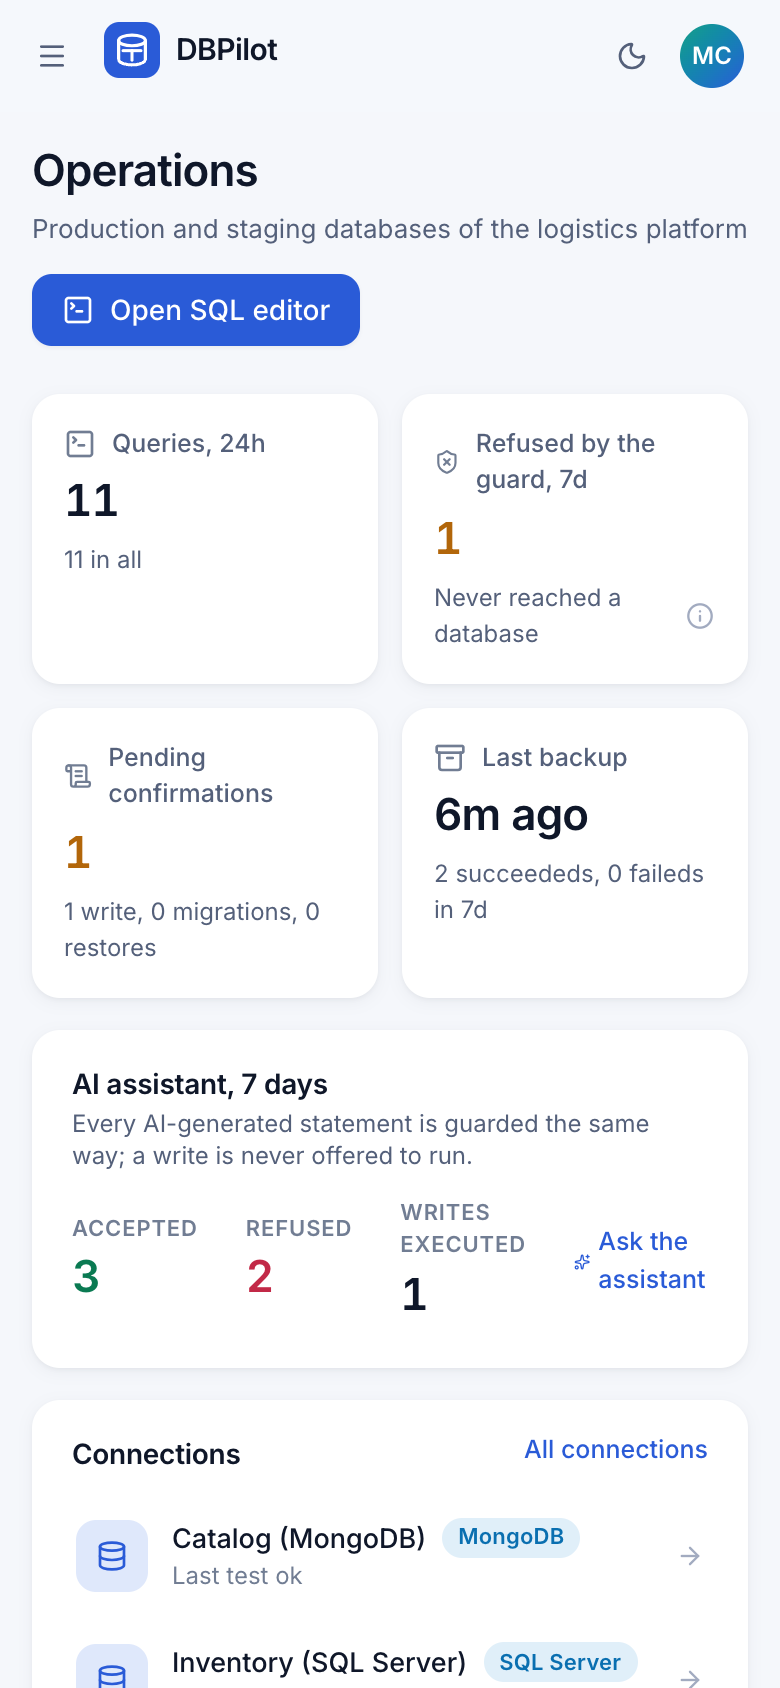 DBPilot
MC
Operations
Production and staging databases of the logistics platform
Open SQL editor
Queries, 24h
11
11 in all
Refused by the
guard, 7d
1
Never reached a
database
Pending
confirmations
1
1 write, 0 migrations, 0
restores
Last backup
6m ago
2 succeededs, 0 faileds
in 7d
AI assistant, 7 days
Every AI-generated statement is guarded the same
way; a write is never offered to run.
ACCEPTED
3
REFUSED
2
WRITES
EXECUTED
1
Ask the
assistant
Connections
All connections
Catalog (MongoDB)
MongoDB
Last test ok
Inventory (SQL Server)
SQL Server